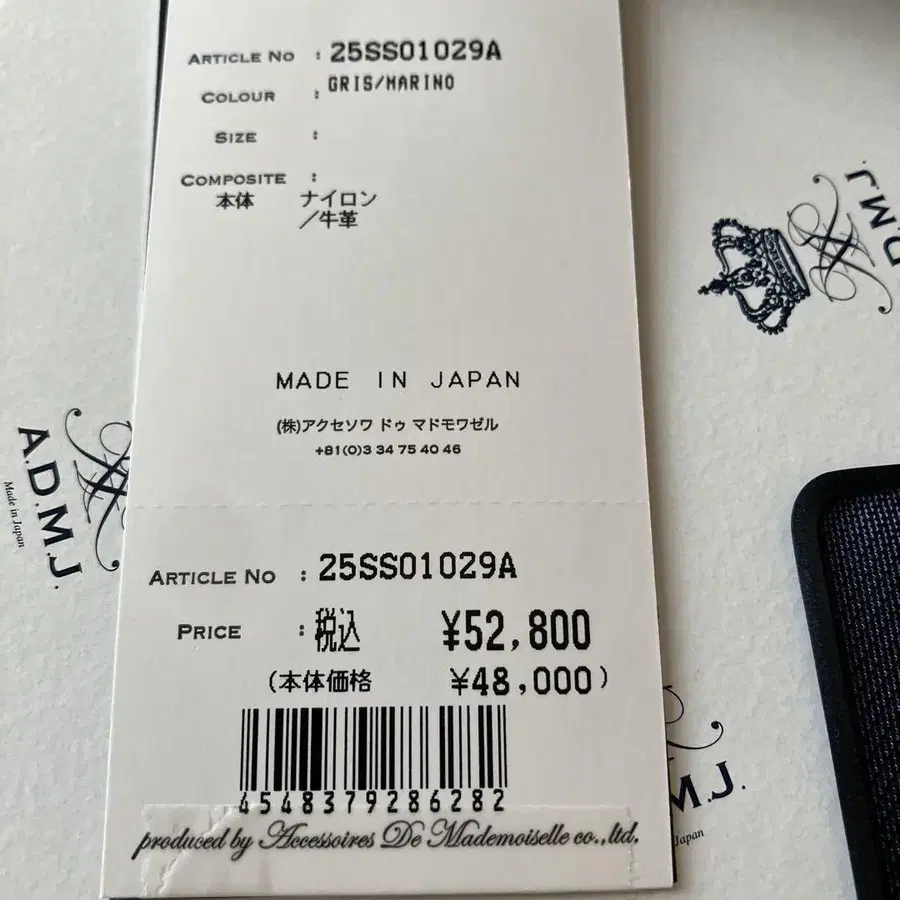 ARTICLE NO : 25SS01029A
COLOUR : GRIS/MARINO
SIZE :
COMPOSITE :
本体 ナイロン
/牛革
MADE IN JAPAN
(株)アクセソワ ドゥ マドモワゼル
+81(0)3 34 75 40 46
ARTICLE NO : 25SS01029A
PRICE : 税込 ¥52,800
(本体価格 ¥48,000)
4548379286282
produced by Accessoires De Mademoiselle co.,ltd.
A.D.M.J.
Made in Japan
D.M.J.
M.J.
Japan